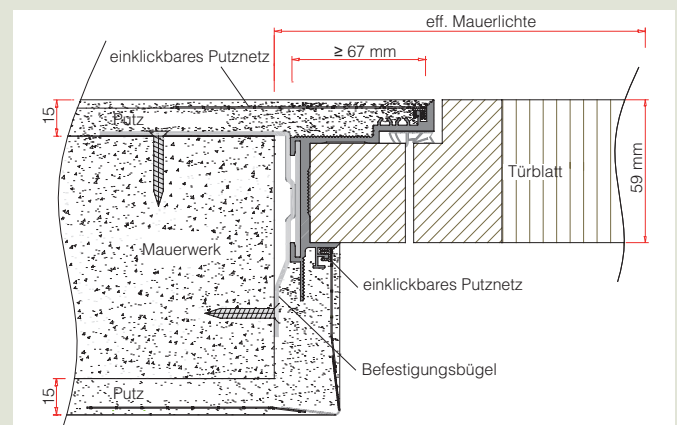 eff. Mauerlichte
≥ 67 mm
einklickbares Putznetz
15
Putz
59 mm
Türblatt
Mauerwerk
einklickbares Putznetz
Befestigungsbügel
15
Putz